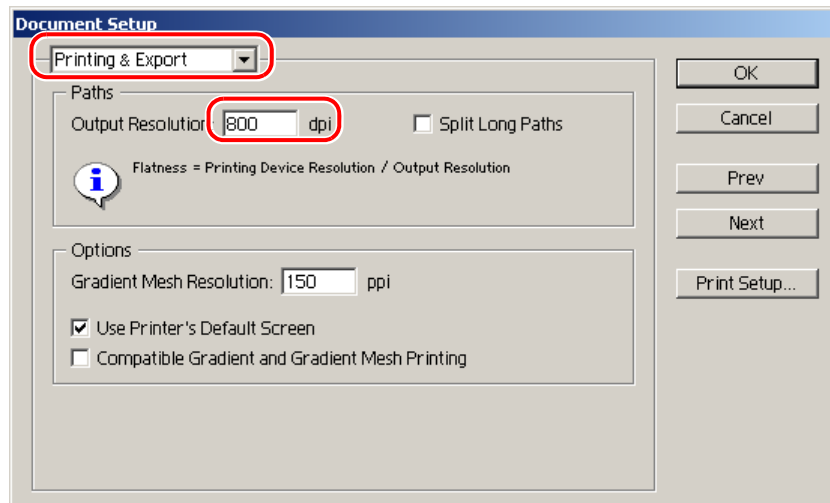 Document Setup
Printing & Export
Paths
Output Resolution: 800 dpi
Split Long Paths
Flatness = Printing Device Resolution / Output Resolution
Options
Gradient Mesh Resolution: 150 ppi
Use Printer's Default Screen
Compatible Gradient and Gradient Mesh Printing
OK
Cancel
Prev
Next
Print Setup...